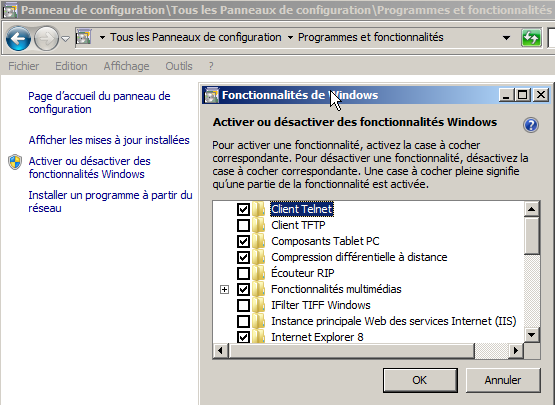 Panneau de configuration\Tous les Panneaux de configuration\Programmes et fonctionnalités
Tous les Panneaux de configuration Programmes et fonctionnalités
Fichier Edition Affichage Outils ?
Page d'accueil du panneau de
configuration
Afficher les mises à jour installées
Activer ou désactiver des
fonctionnalités Windows
Installer un programme à partir du
réseau
Fonctionnalités de Windows
Activer ou désactiver des fonctionnalités Windows
Pour activer une fonctionnalité, activez la case à cocher
correspondante. Pour désactiver une fonctionnalité, désactivez la
case à cocher correspondante. Une case à cocher pleine signifie
qu'une partie de la fonctionnalité est activée.
Client Telnet
Client TFTP
Composants Tablet PC
Compression différentielle à distance
Écouteur RIP
Fonctionnalités multimédias
IFilter TIFF Windows
Instance principale Web des services Internet (IIS)
Internet Explorer 8
OK Annuler